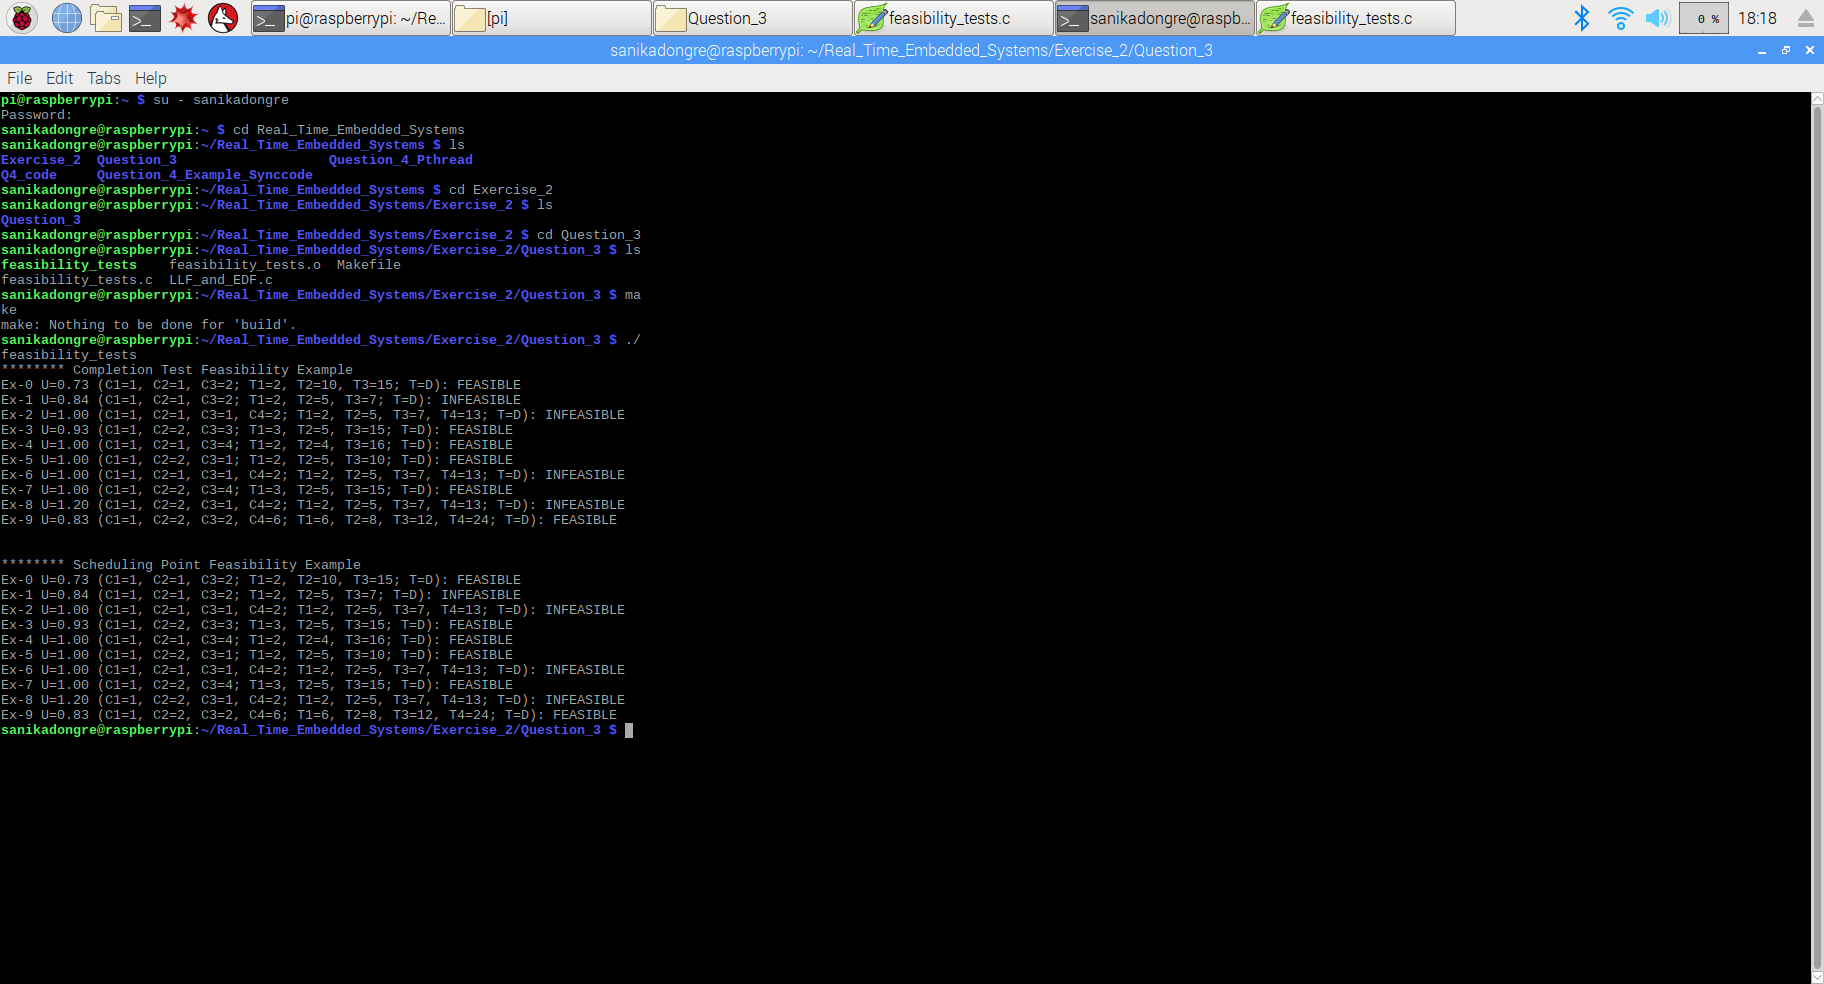 pi@raspberrypi: ~/Re...
[pi]
Question_3
feasibility_tests.c
sanikadongre@raspb...
feasibility_tests.c
0 %
18:18
sanikadongre@raspberrypi: ~/Real_Time_Embedded_Systems/Exercise_2/Question_3
File Edit Tabs Help
pi@raspberrypi:~ $ su - sanikadongre
Password:
sanikadongre@raspberrypi:~ $ cd Real_Time_Embedded_Systems
sanikadongre@raspberrypi:~/Real_Time_Embedded_Systems $ ls
Exercise_2  Question_3                   Question_4_Pthread
Q4_code     Question_4_Example_Synccode
sanikadongre@raspberrypi:~/Real_Time_Embedded_Systems $ cd Exercise_2
sanikadongre@raspberrypi:~/Real_Time_Embedded_Systems/Exercise_2 $ ls
Question_3
sanikadongre@raspberrypi:~/Real_Time_Embedded_Systems/Exercise_2 $ cd Question_3
sanikadongre@raspberrypi:~/Real_Time_Embedded_Systems/Exercise_2/Question_3 $ ls
feasibility_tests    feasibility_tests.o  Makefile
feasibility_tests.c  LLF_and_EDF.c
sanikadongre@raspberrypi:~/Real_Time_Embedded_Systems/Exercise_2/Question_3 $ ma
ke
make: Nothing to be done for 'build'.
sanikadongre@raspberrypi:~/Real_Time_Embedded_Systems/Exercise_2/Question_3 $ ./
feasibility_tests
******** Completion Test Feasibility Example
Ex-0 U=0.73 (C1=1, C2=1, C3=2; T1=2, T2=10, T3=15; T=D): FEASIBLE
Ex-1 U=0.84 (C1=1, C2=1, C3=2; T1=2, T2=5, T3=7; T=D): INFEASIBLE
Ex-2 U=1.00 (C1=1, C2=1, C3=1, C4=2; T1=2, T2=5, T3=7, T4=13; T=D): INFEASIBLE
Ex-3 U=0.93 (C1=1, C2=2, C3=3; T1=3, T2=5, T3=15; T=D): FEASIBLE
Ex-4 U=1.00 (C1=1, C2=1, C3=4; T1=2, T2=4, T3=16; T=D): FEASIBLE
Ex-5 U=1.00 (C1=1, C2=2, C3=1; T1=2, T2=5, T3=10; T=D): FEASIBLE
Ex-6 U=1.00 (C1=1, C2=1, C3=1, C4=2; T1=2, T2=5, T3=7, T4=13; T=D): INFEASIBLE
Ex-7 U=1.00 (C1=1, C2=2, C3=4; T1=3, T2=5, T3=15; T=D): FEASIBLE
Ex-8 U=1.20 (C1=1, C2=2, C3=1, C4=2; T1=2, T2=5, T3=7, T4=13; T=D): INFEASIBLE
Ex-9 U=0.83 (C1=1, C2=2, C3=2, C4=6; T1=6, T2=8, T3=12, T4=24; T=D): FEASIBLE
******** Scheduling Point Feasibility Example
Ex-0 U=0.73 (C1=1, C2=1, C3=2; T1=2, T2=10, T3=15; T=D): FEASIBLE
Ex-1 U=0.84 (C1=1, C2=1, C3=2; T1=2, T2=5, T3=7; T=D): INFEASIBLE
Ex-2 U=1.00 (C1=1, C2=1, C3=1, C4=2; T1=2, T2=5, T3=7, T4=13; T=D): INFEASIBLE
Ex-3 U=0.93 (C1=1, C2=2, C3=3; T1=3, T2=5, T3=15; T=D): FEASIBLE
Ex-4 U=1.00 (C1=1, C2=1, C3=4; T1=2, T2=4, T3=16; T=D): FEASIBLE
Ex-5 U=1.00 (C1=1, C2=2, C3=1; T1=2, T2=5, T3=10; T=D): FEASIBLE
Ex-6 U=1.00 (C1=1, C2=1, C3=1, C4=2; T1=2, T2=5, T3=7, T4=13; T=D): INFEASIBLE
Ex-7 U=1.00 (C1=1, C2=2, C3=4; T1=3, T2=5, T3=15; T=D): FEASIBLE
Ex-8 U=1.20 (C1=1, C2=2, C3=1, C4=2; T1=2, T2=5, T3=7, T4=13; T=D): INFEASIBLE
Ex-9 U=0.83 (C1=1, C2=2, C3=2, C4=6; T1=6, T2=8, T3=12, T4=24; T=D): FEASIBLE
sanikadongre@raspberrypi:~/Real_Time_Embedded_Systems/Exercise_2/Question_3 $